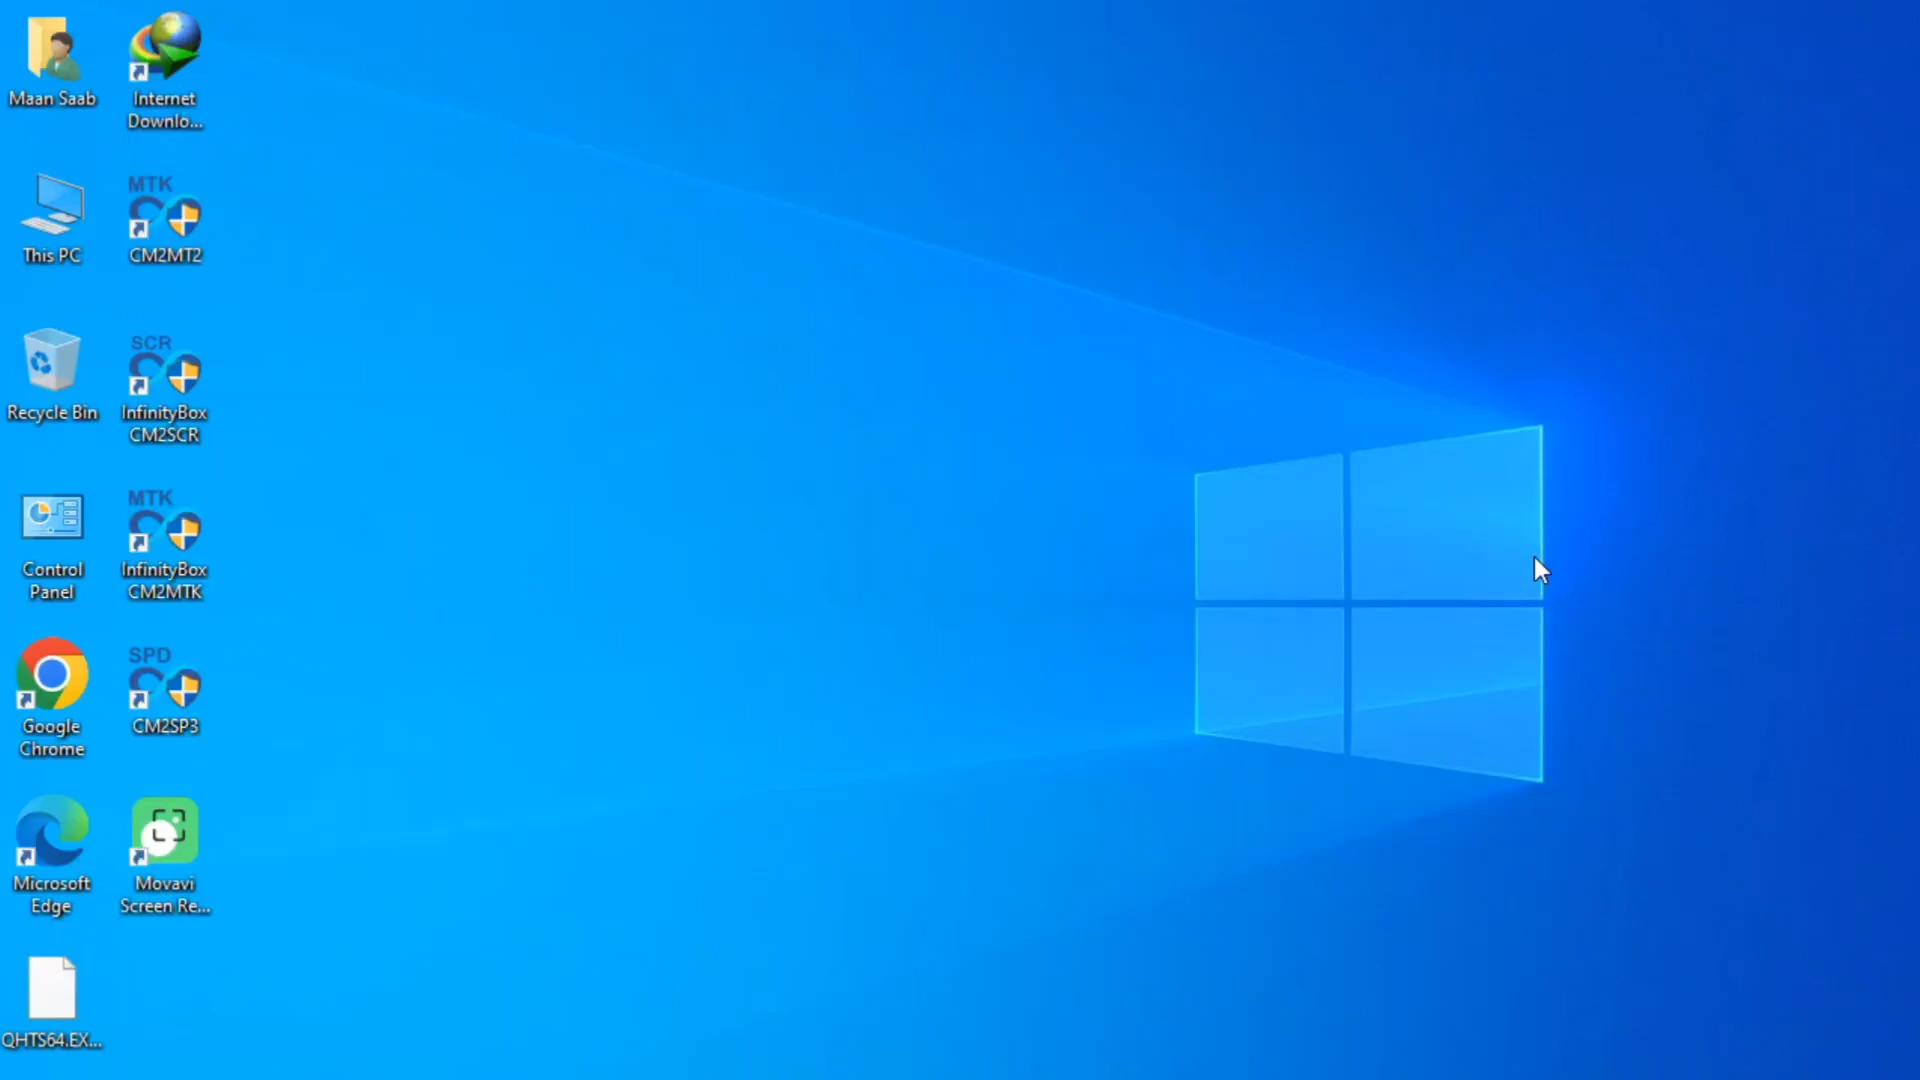 Maan Saab
Internet
Downlo...
This PC
MTK
CM2MT2
Recycle Bin
SCR
InfinityBox
CM2SCR
Control
Panel
MTK
InfinityBox
CM2MTK
Google
Chrome
SPD
CM2SP3
Microsoft
Edge
Movavi
Screen Re...
QHTS64.EX...